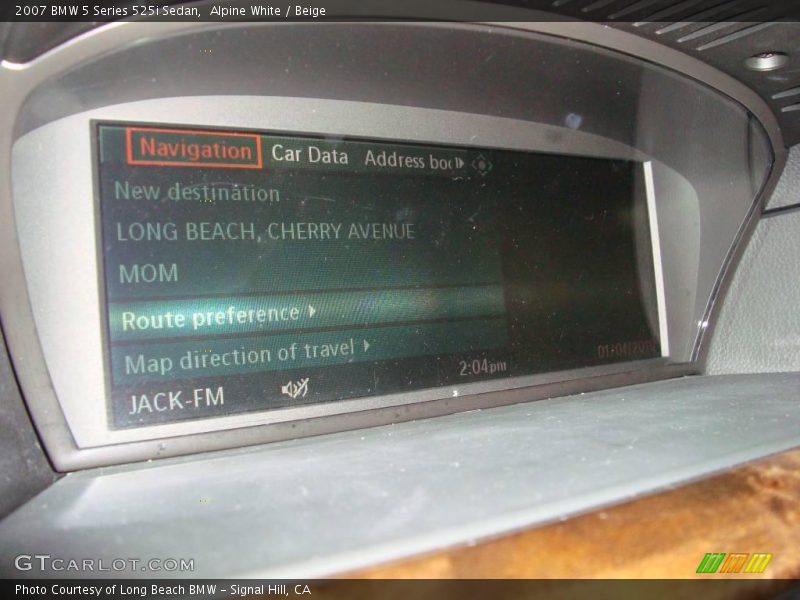 2007 BMW 5 Series 525i Sedan, Alpine White / Beige
Navigation Car Data Address
New destination
LONG BEACH, CHERRY AVENUE
MOM
Route preference
Map direction of travel
2:04pm
JACK-FM
GTCARLOT.COM
Photo Courtesy of Long Beach BMW - Signal Hill, CA